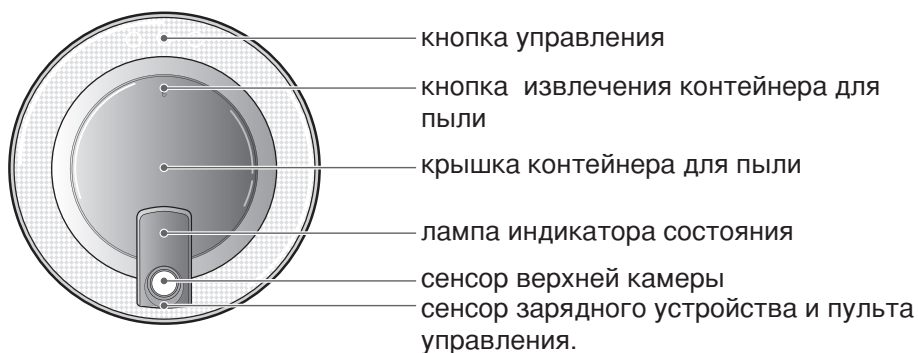 кнопка управления
кнопка извлечения контейнера для
пыли
крышка контейнера для пыли
лампа индикатора состояния
сенсор верхней камеры
сенсор зарядного устройства и пульта
управления.